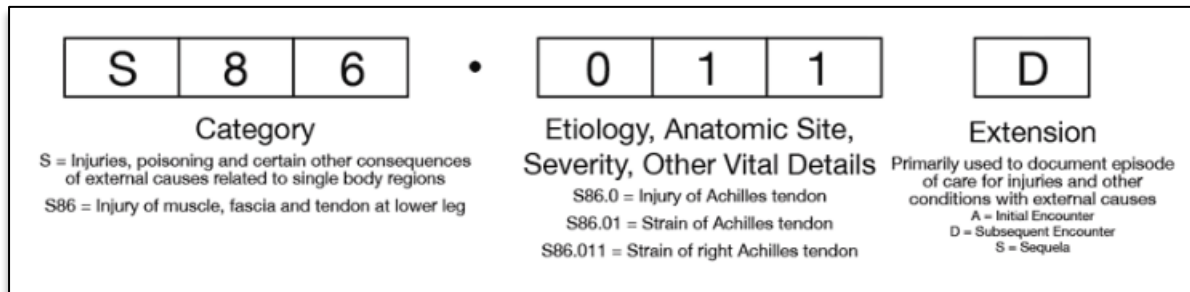 S 8 6 • 0 1 1 D
Category
S = Injuries, poisoning and certain other consequences
of external causes related to single body regions
S86 = Injury of muscle, fascia and tendon at lower leg
Etiology, Anatomic Site,
Severity, Other Vital Details
S86.0 = Injury of Achilles tendon
S86.01 = Strain of Achilles tendon
S86.011 = Strain of right Achilles tendon
Extension
Primarily used to document episode
of care for injuries and other
conditions with external causes
A = Initial Encounter
D = Subsequent Encounter
S = Sequela